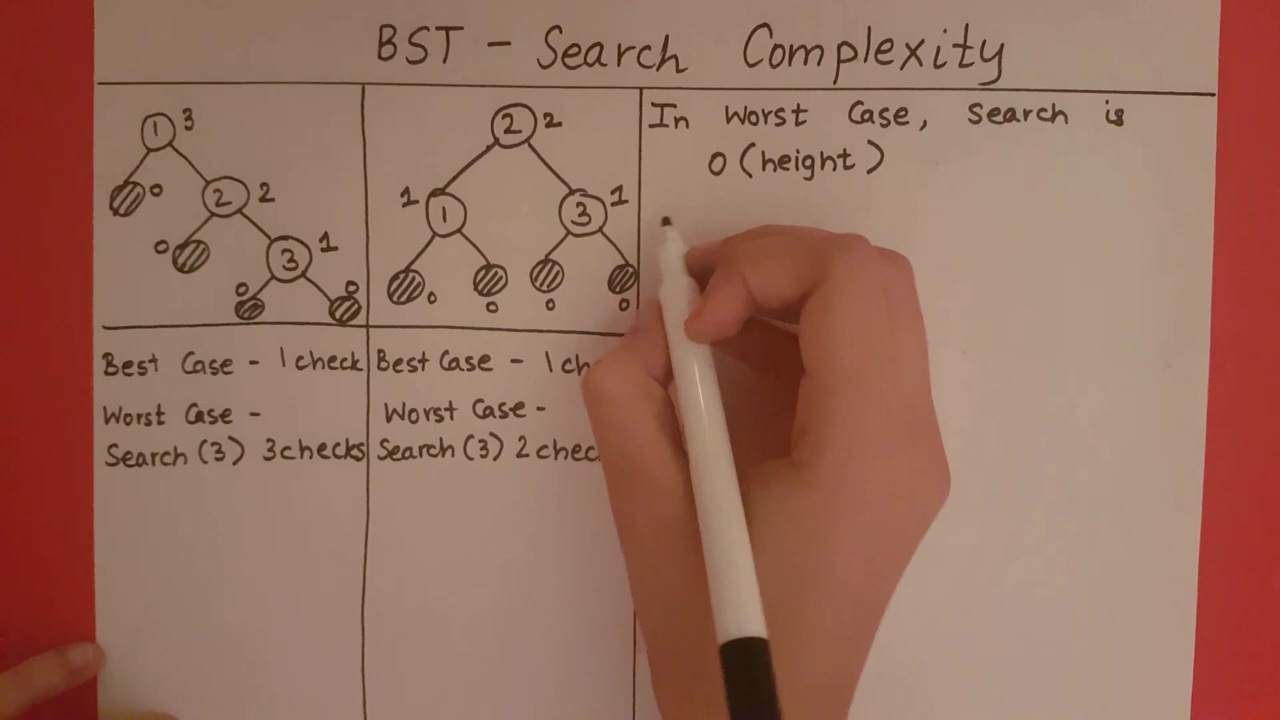 BST - Search Complexity
1 3
0 2 2
0 3 1
0 0
2 2
1 1 3 1
0 0 0 0
In Worst Case, Search is
O(height)
Best Case - 1 check
Worst Case -
Search (3) 3 checks
Best Case - 1
Worst Case -
Search (3) 2